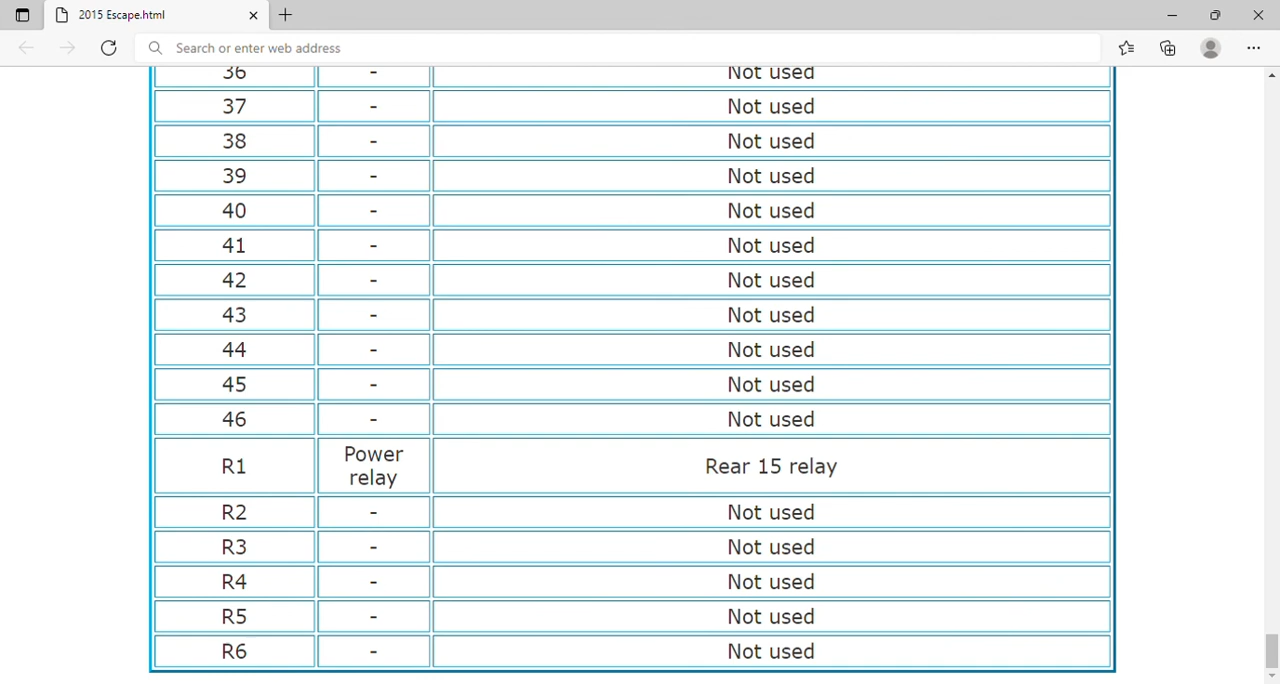 2015 Escape.html
Search or enter web address
36 - Not used
37 - Not used
38 - Not used
39 - Not used
40 - Not used
41 - Not used
42 - Not used
43 - Not used
44 - Not used
45 - Not used
46 - Not used
R1 Power relay Rear 15 relay
R2 - Not used
R3 - Not used
R4 - Not used
R5 - Not used
R6 - Not used